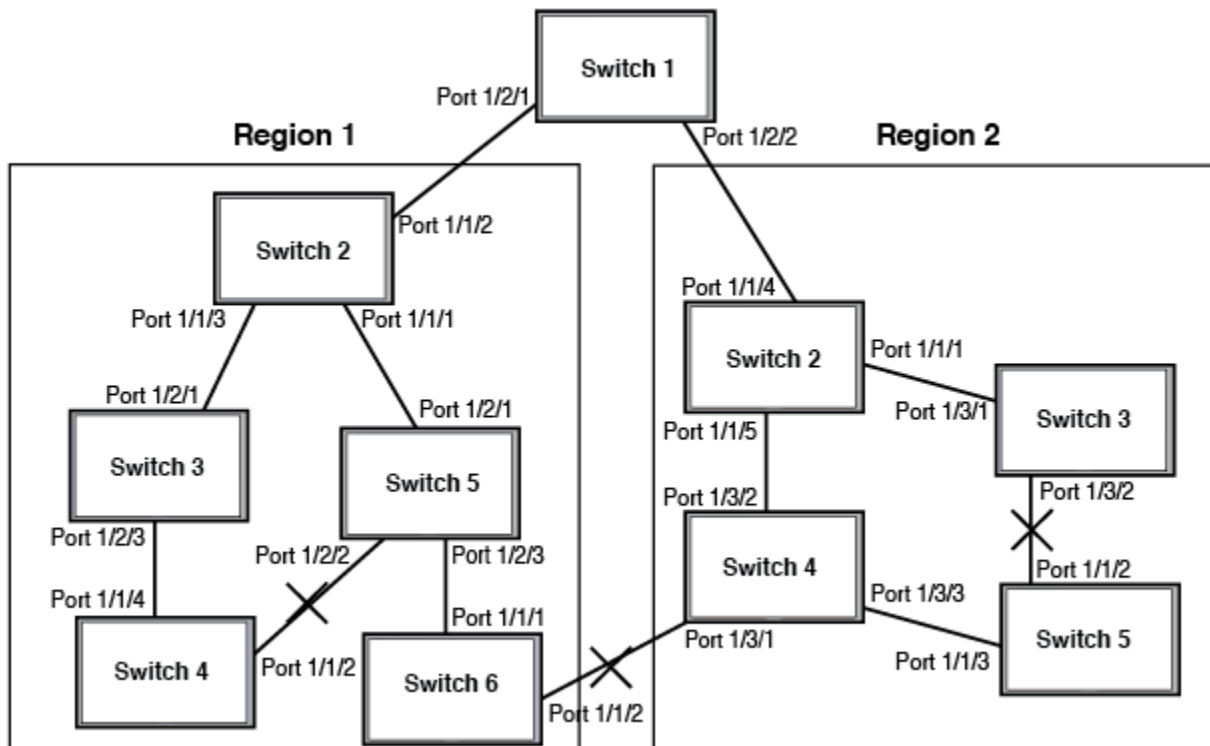 Switch 1
Port 1/2/1
Region 1
Port 1/2/2
Region 2
Switch 2
Port 1/1/2
Port 1/1/3
Port 1/1/1
Port 1/1/4
Switch 2
Port 1/1/1
Port 1/2/1
Port 1/2/1
Port 1/3/1
Switch 3
Port 1/1/5
Switch 3
Switch 5
Port 1/3/2
Port 1/3/2
Port 1/2/3
Port 1/2/2
Port 1/2/3
Switch 4
Port 1/1/2
Port 1/1/4
Port 1/1/1
Port 1/3/3
Port 1/3/1
Switch 5
Switch 4
Port 1/1/2
Switch 6
Port 1/1/3
Port 1/1/2